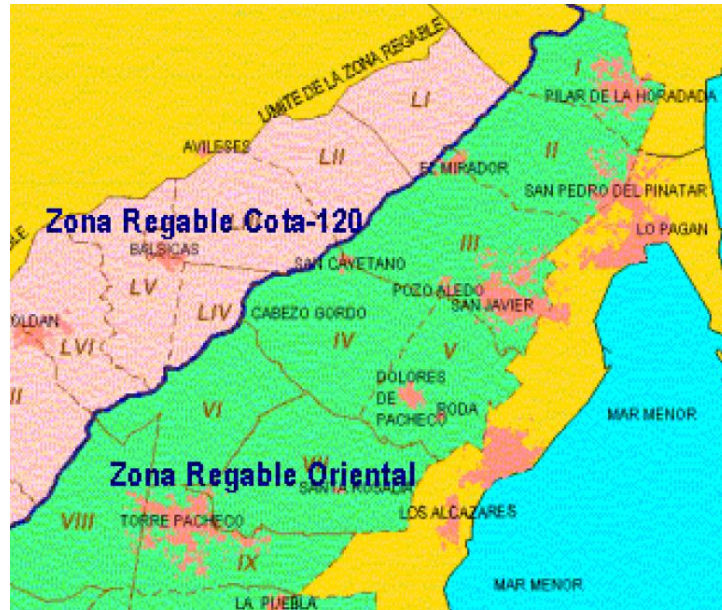 I
LIMITE DE LA ZONA REGABLE
LI
PILAR DE LA HORADADA
AVILESES
LII
II
EL MIRADOR
SAN PEDRO DEL PINATAR
Zona Regable Cota-120
LO PAGAN
BALSICAS
III
SAN CAYETANO
LV
POZO ALEDO
SAN JAVIER
LIV
CABEZO GORDO
OLDAN
LVI
IV
V
DOLORES
DE
PACHECO
RODA
MAR MENOR
II
VI
Zona Regable Oriental
VII
SANTA ROSALIA
VIII
TORRE PACHECO
LOS ALCAZARES
IX
MAR MENOR
LA PUEBLA